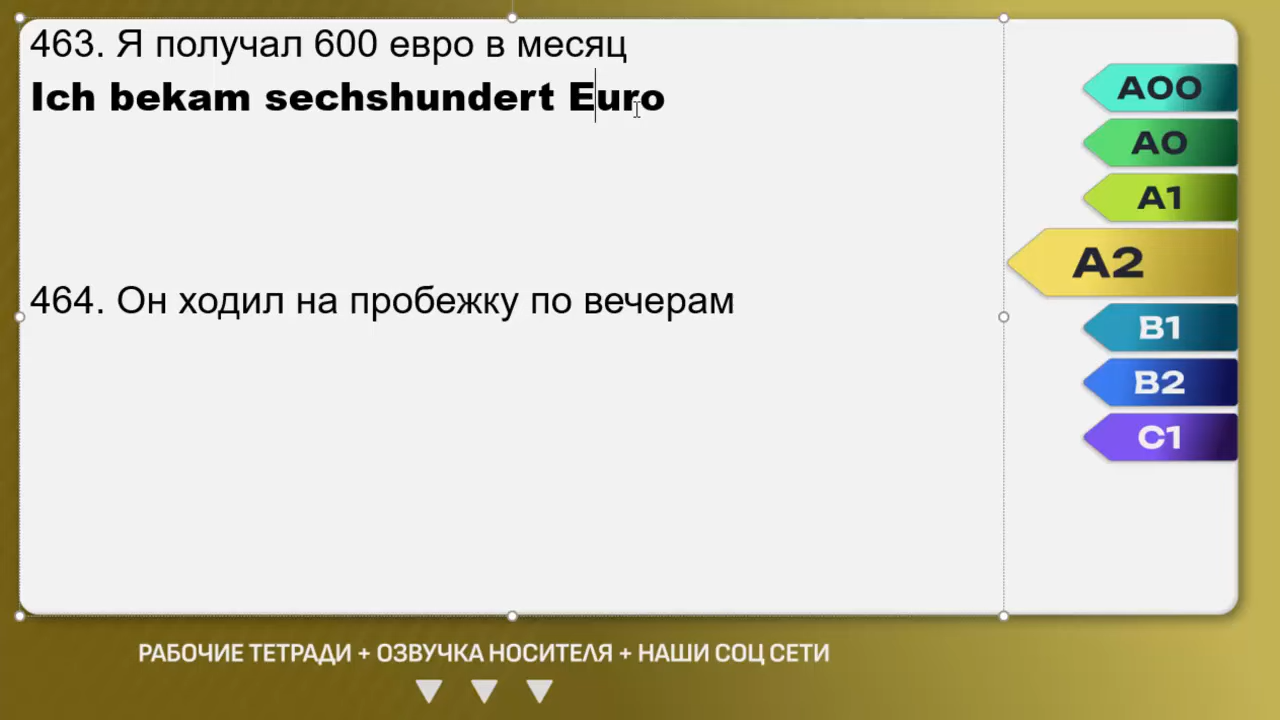 463. Я получал 600 евро в месяц
Ich bekam sechshundert Euro
464. Он ходил на пробежку по вечерам
A00
A0
A1
A2
B1
B2
C1
РАБОЧИЕ ТЕТРАДИ + ОЗВУЧКА НОСИТЕЛЯ + НАШИ СОЦ СЕТИ